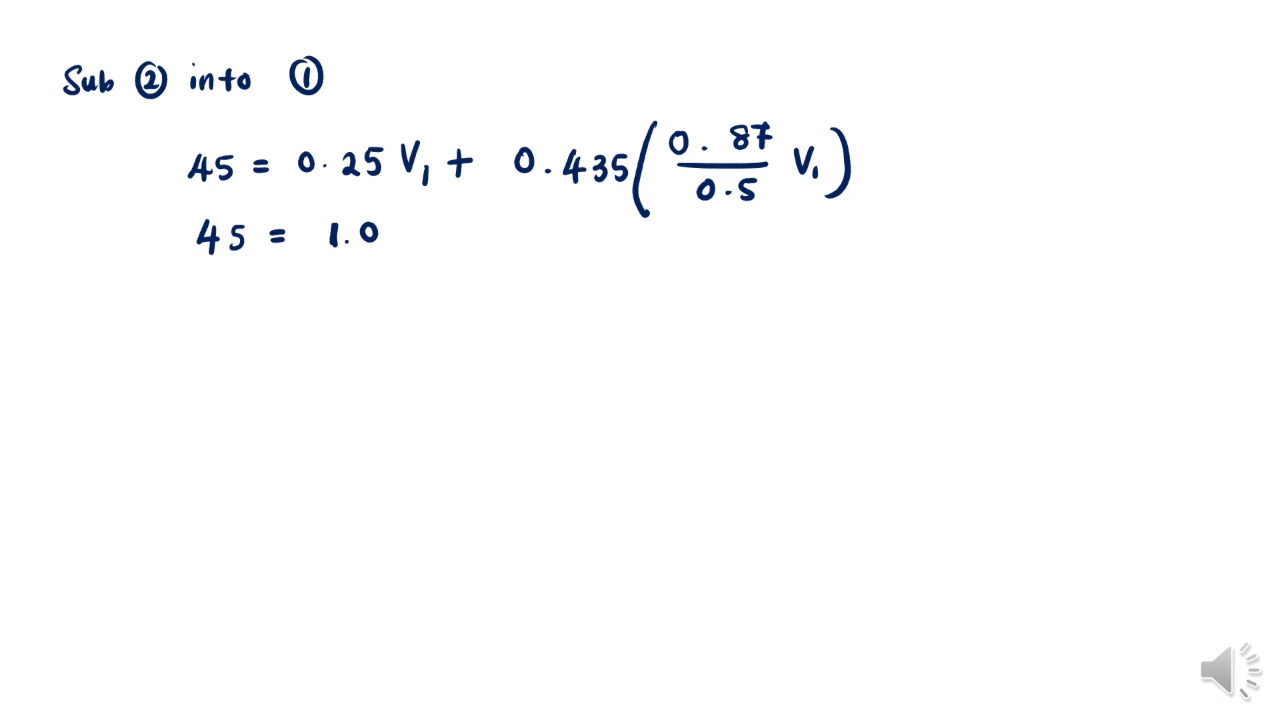 Sub ② into ①
45 = 0.25 V₁ + 0.435 ( 0.87 / 0.5 V₁ )
45 = 1.0